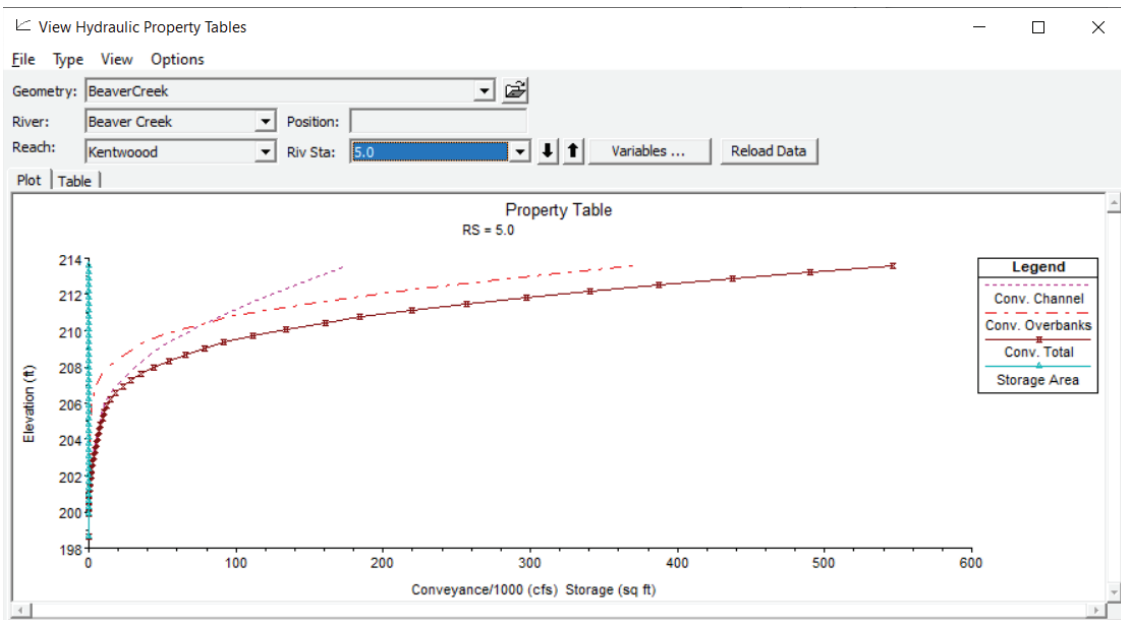 View Hydraulic Property Tables
File Type View Options
Geometry: BeaverCreek
River: Beaver Creek Position:
Reach: Kentwoood Riv Sta: 5.0 Variables ... Reload Data
Plot Table
Property Table
RS = 5.0
214
212
210
208
206
204
202
200
198
0 100 200 300 400 500 600
Elevation (ft)
Conveyance/1000 (cfs) Storage (sq ft)
Legend
Conv. Channel
Conv. Overbanks
Conv. Total
Storage Area